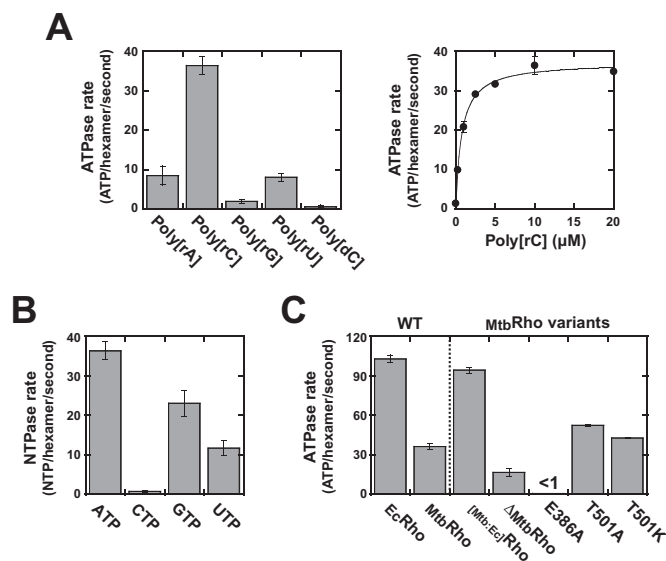 A
ATPase rate
(ATP/hexamer/second)
40
30
20
10
0
Poly[rA]
Poly[rC]
Poly[rG]
Poly[rU]
Poly[dC]
ATPase rate
(ATP/hexamer/second)
40
30
20
10
0
0
5
10
15
20
Poly[rC] (µM)
B
NTPase rate
(NTP/hexamer/second)
40
30
20
10
0
ATP
CTP
GTP
UTP
C
WT
MtbRho variants
ATPase rate
(ATP/hexamer/second)
120
90
60
30
0
<1
EcRho
MtbRho
[Mtb:Ec]Rho
ΔMtbRho
E386A
T501A
T501K